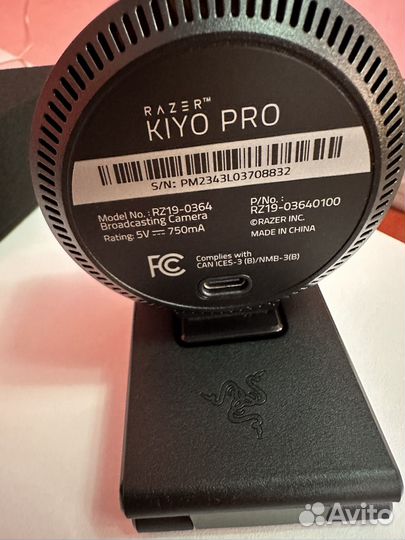 RAZER™
KIYO PRO
S/N: PM2343L03708832
Model No.: RZ19-0364
Broadcasting Camera
Rating: 5V ⎓ 750mA
P/No.:
RZ19-03640100
©RAZER INC.
MADE IN CHINA
FC
Complies with
CAN ICES-3 (B)/NMB-3(B)
Avito